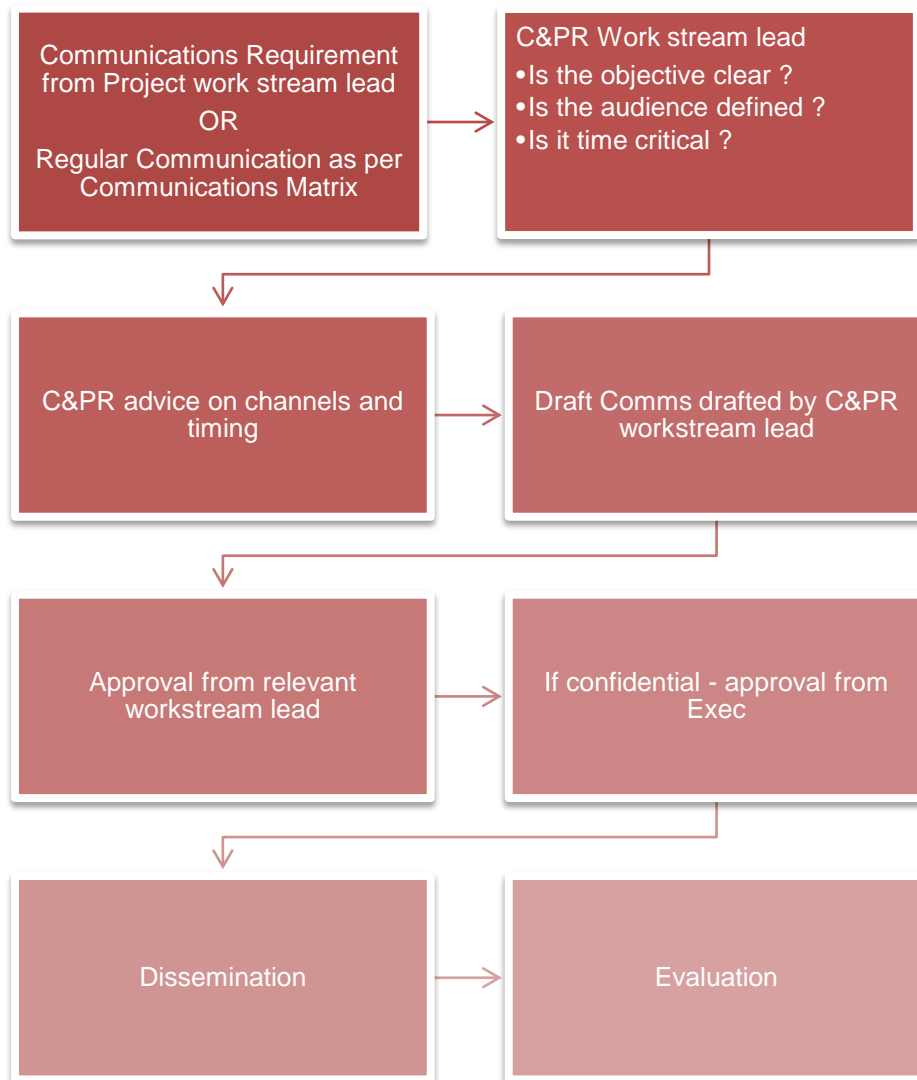 Communications Requirement
from Project work stream lead
OR
Regular Communication as per
Communications Matrix
C&PR Work stream lead
•Is the objective clear ?
•Is the audience defined ?
•Is it time critical ?
C&PR advice on channels and
timing
Draft Comms drafted by C&PR
workstream lead
Approval from relevant
workstream lead
If confidential - approval from
Exec
Dissemination
Evaluation